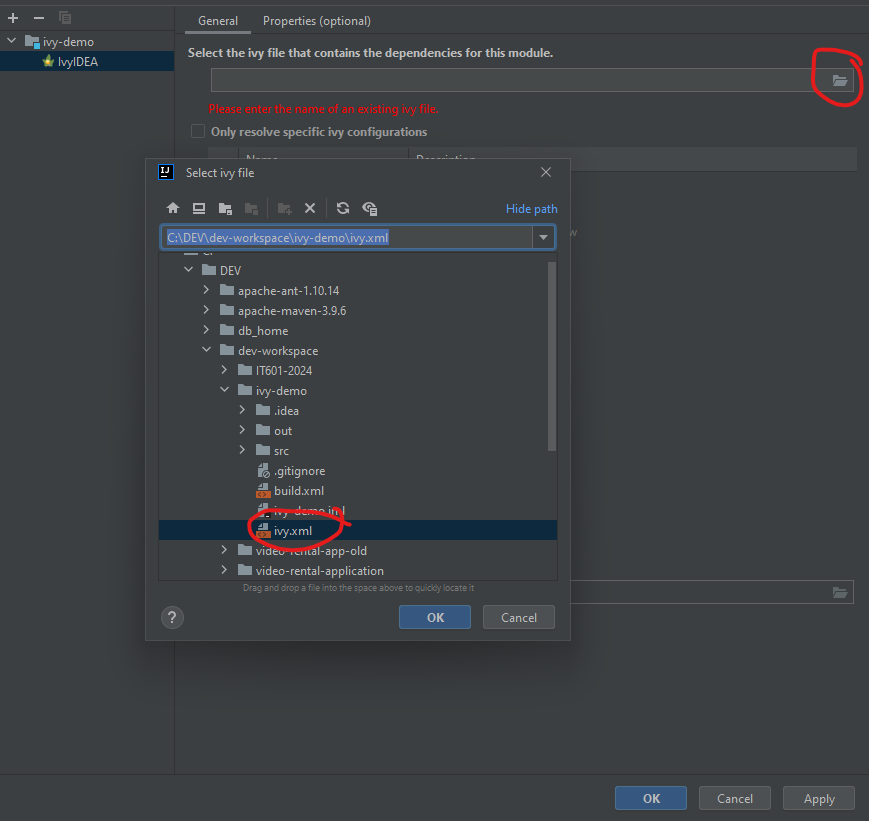 General Properties (optional)
ivy-demo
IvyIDEA
Select the ivy file that contains the dependencies for this module.
Please enter the name of an existing ivy file.
Only resolve specific ivy configurations
Name Description
IJ Select ivy file
Hide path
C:\DEV\dev-workspace\ivy-demo\ivy.xml
w
DEV
apache-ant-1.10.14
apache-maven-3.9.6
db_home
dev-workspace
IT601-2024
ivy-demo
.idea
out
src
.gitignore
build.xml
ivy-demo.iml
ivy.xml
video-rental-app-old
video-rental-application
Drag and drop a file into the space above to quickly locate it
? OK Cancel
OK Cancel Apply